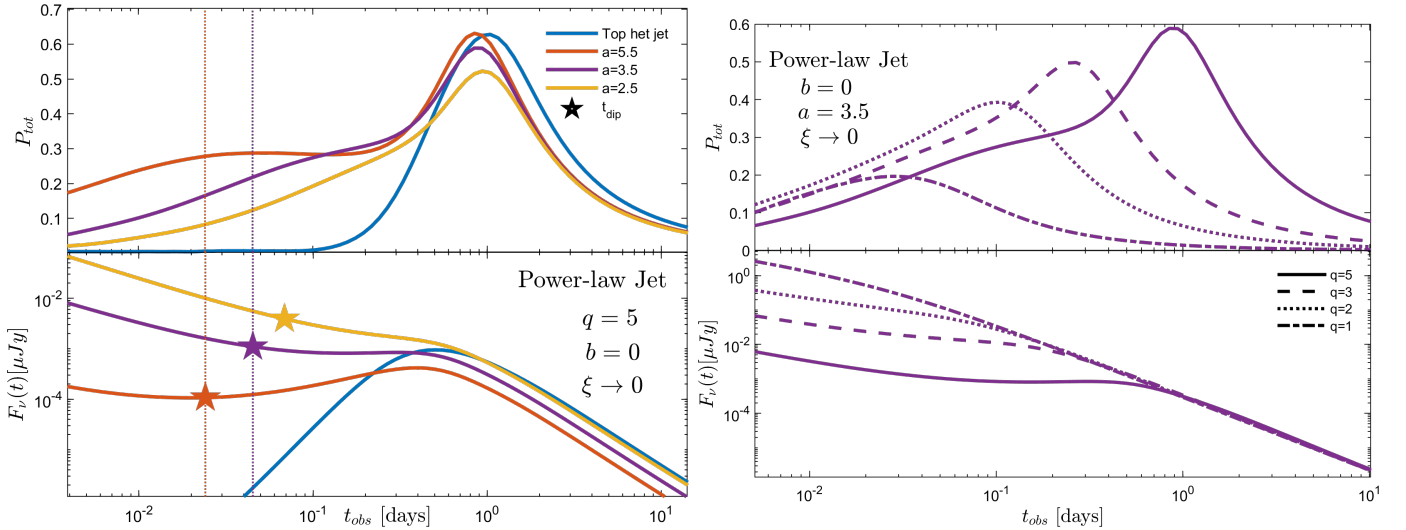 0.7
0.6
0.5
0.4
0.3
0.2
0.1
P_tot
Top het jet
a=5.5
a=3.5
a=2.5
t_dip
10^-2
10^-4
F_ν(t)[μJy]
Power-law Jet
q = 5
b = 0
ξ → 0
10^-2
10^-1
10^0
10^1
t_obs [days]
0.6
0.5
0.4
0.3
0.2
0.1
0
P_tot
Power-law Jet
b = 0
a = 3.5
ξ → 0
10^0
10^-2
10^-4
F_ν(t)[μJy]
q=5
q=3
q=2
q=1
10^-2
10^-1
10^0
10^1
t_obs [days]